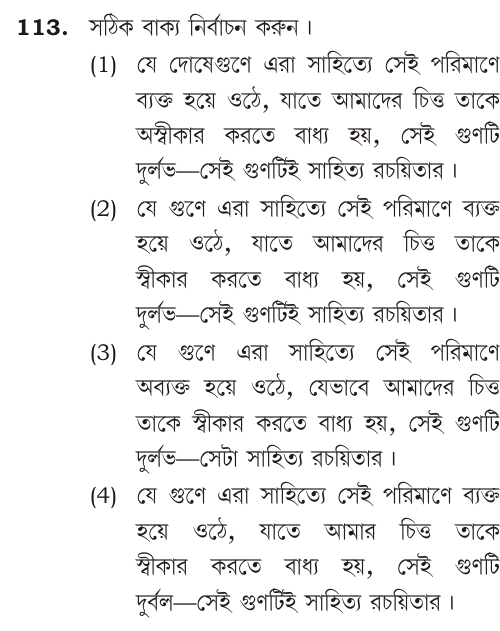 113. সঠিক বাক্য নির্বাচন করুন।
(1) যে দোষেগুণে এরা সাহিত্যে সেই পরিমাণে
ব্যক্ত হয়ে ওঠে, যাতে আমাদের চিত্ত তাকে
অস্বীকার করতে বাধ্য হয়, সেই গুণটি
দুর্লভ—সেই গুণটিই সাহিত্য রচয়িতার।
(2) যে গুণে এরা সাহিত্যে সেই পরিমাণে ব্যক্ত
হয়ে ওঠে, যাতে আমাদের চিত্ত তাকে
স্বীকার করতে বাধ্য হয়, সেই গুণটি
দুর্লভ—সেই গুণটিই সাহিত্য রচয়িতার।
(3) যে গুণে এরা সাহিত্যে সেই পরিমাণে
অব্যক্ত হয়ে ওঠে, যেভাবে আমাদের চিত্ত
তাকে স্বীকার করতে বাধ্য হয়, সেই গুণটি
দুর্লভ—সেটা সাহিত্য রচয়িতার।
(4) যে গুণে এরা সাহিত্যে সেই পরিমাণে ব্যক্ত
হয়ে ওঠে, যাতে আমার চিত্ত তাকে
স্বীকার করতে বাধ্য হয়, সেই গুণটি
দুর্বল—সেই গুণটিই সাহিত্য রচয়িতার।